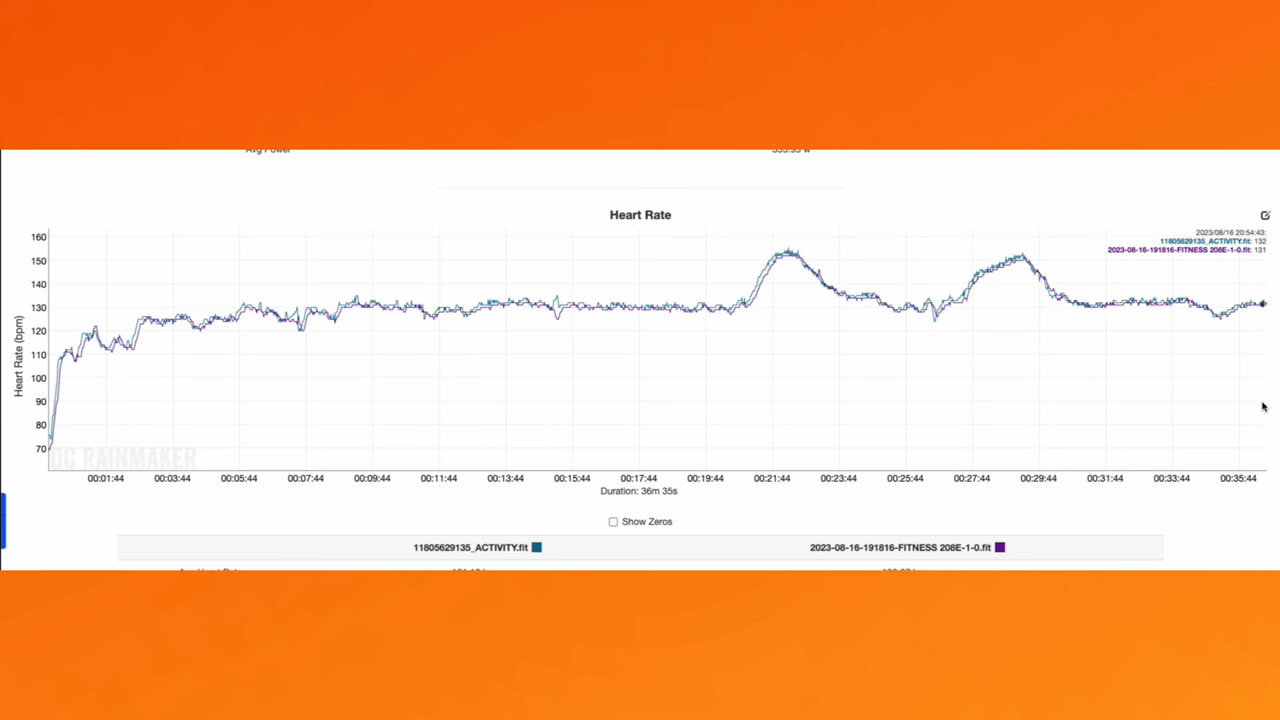 Heart Rate
2023/08/16 20:54:43:
11805629135_ACTIVITY.fit: 132
2023-08-16-191816-FITNESS 208E-1-0.fit: 131
Heart Rate (bpm)
160
150
140
130
120
110
100
90
80
70
DC RAINMAKER
00:01:44 00:03:44 00:05:44 00:07:44 00:09:44 00:11:44 00:13:44 00:15:44 00:17:44 00:19:44 00:21:44 00:23:44 00:25:44 00:27:44 00:29:44 00:31:44 00:33:44 00:35:44
Duration: 36m 35s
Show Zeros
11805629135_ACTIVITY.fit 2023-08-16-191816-FITNESS 208E-1-0.fit